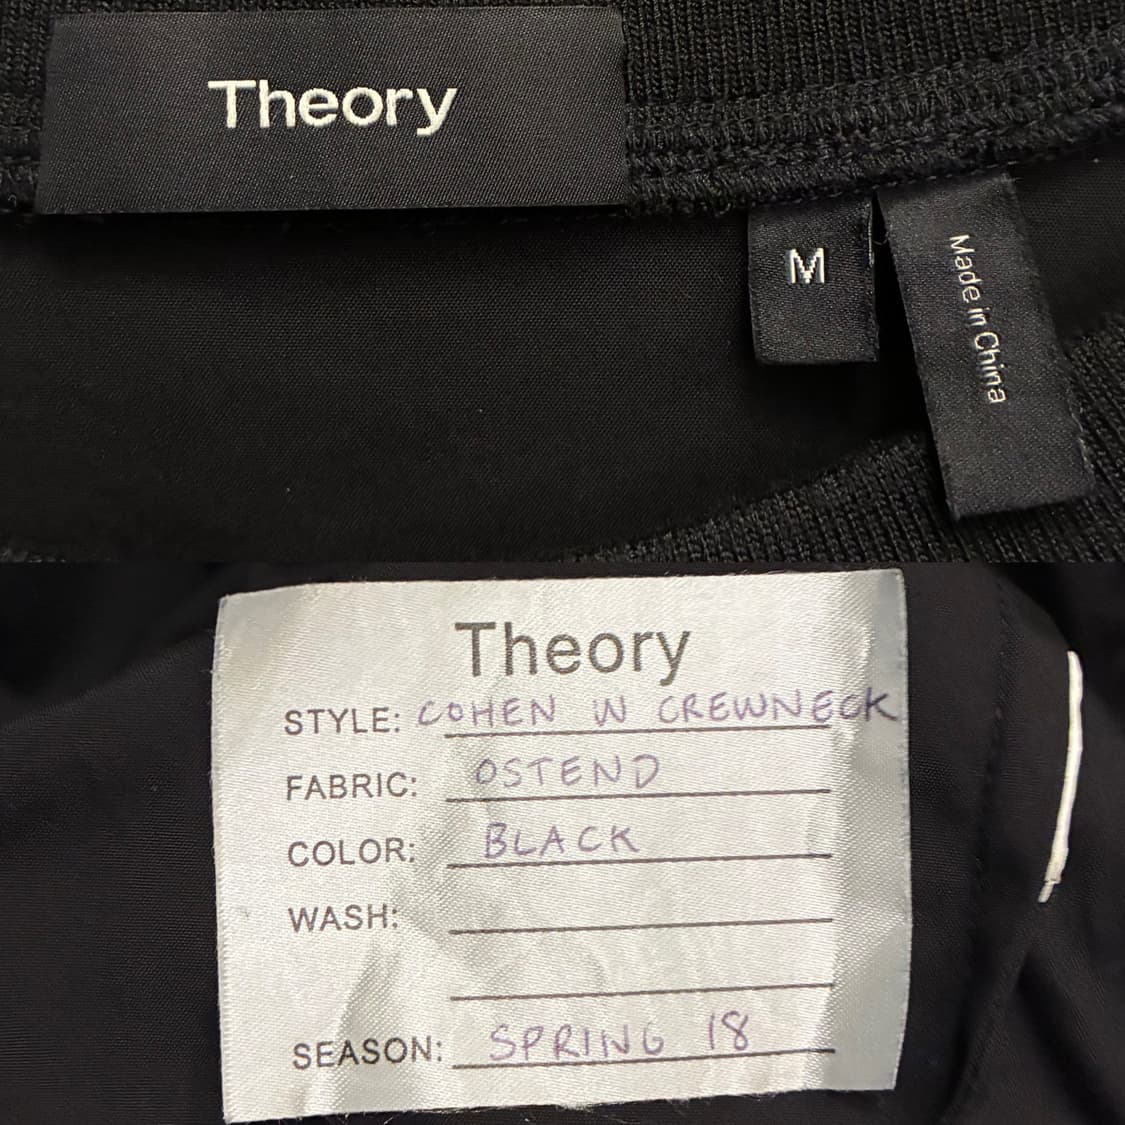 Theory
M
Made in China
Theory
STYLE: COHEN W CREWNECK
FABRIC: OSTEND
COLOR: BLACK
WASH:
SEASON: SPRING 18